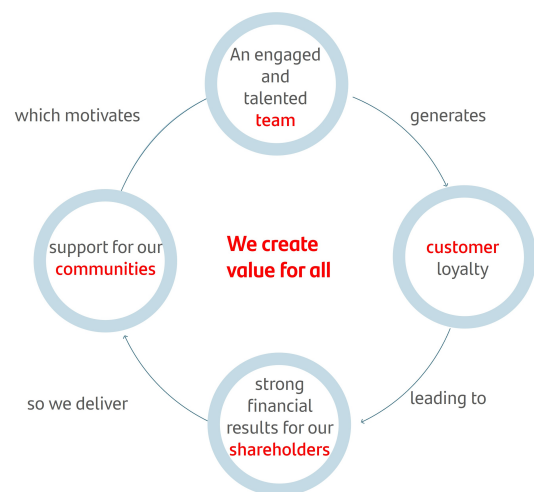 An engaged
and
talented
team
generates
customer
loyalty
leading to
strong
financial
results for our
shareholders
so we deliver
support for our
communities
which motivates
We create
value for all